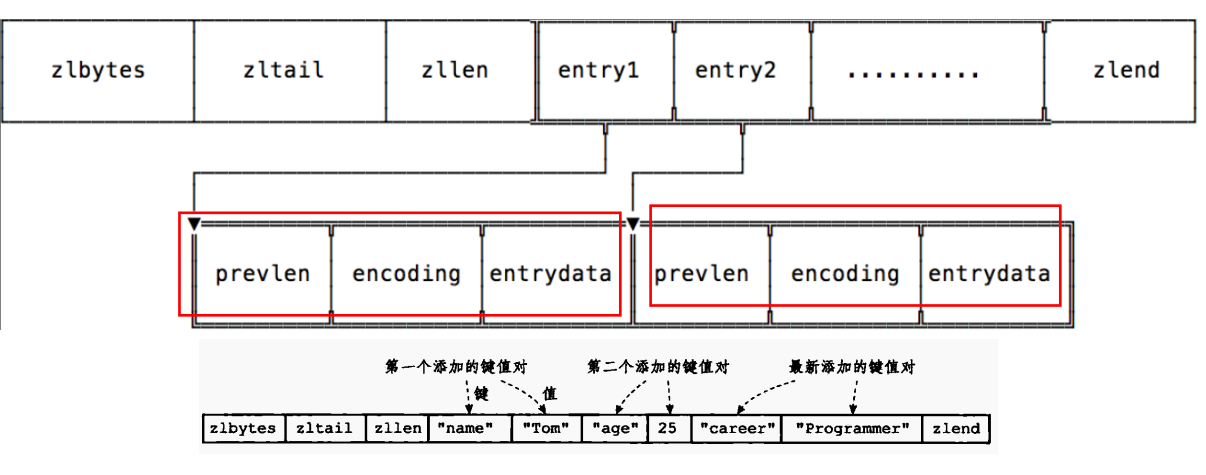 zlbytes zltail zllen entry1 entry2 .......... zlend
prevlen encoding entrydata prevlen encoding entrydata
第一个添加的键值对 第二个添加的键值对 最新添加的键值对
键 值
zlbytes zltail zllen "name" "Tom" "age" 25 "career" "Programmer" zlend